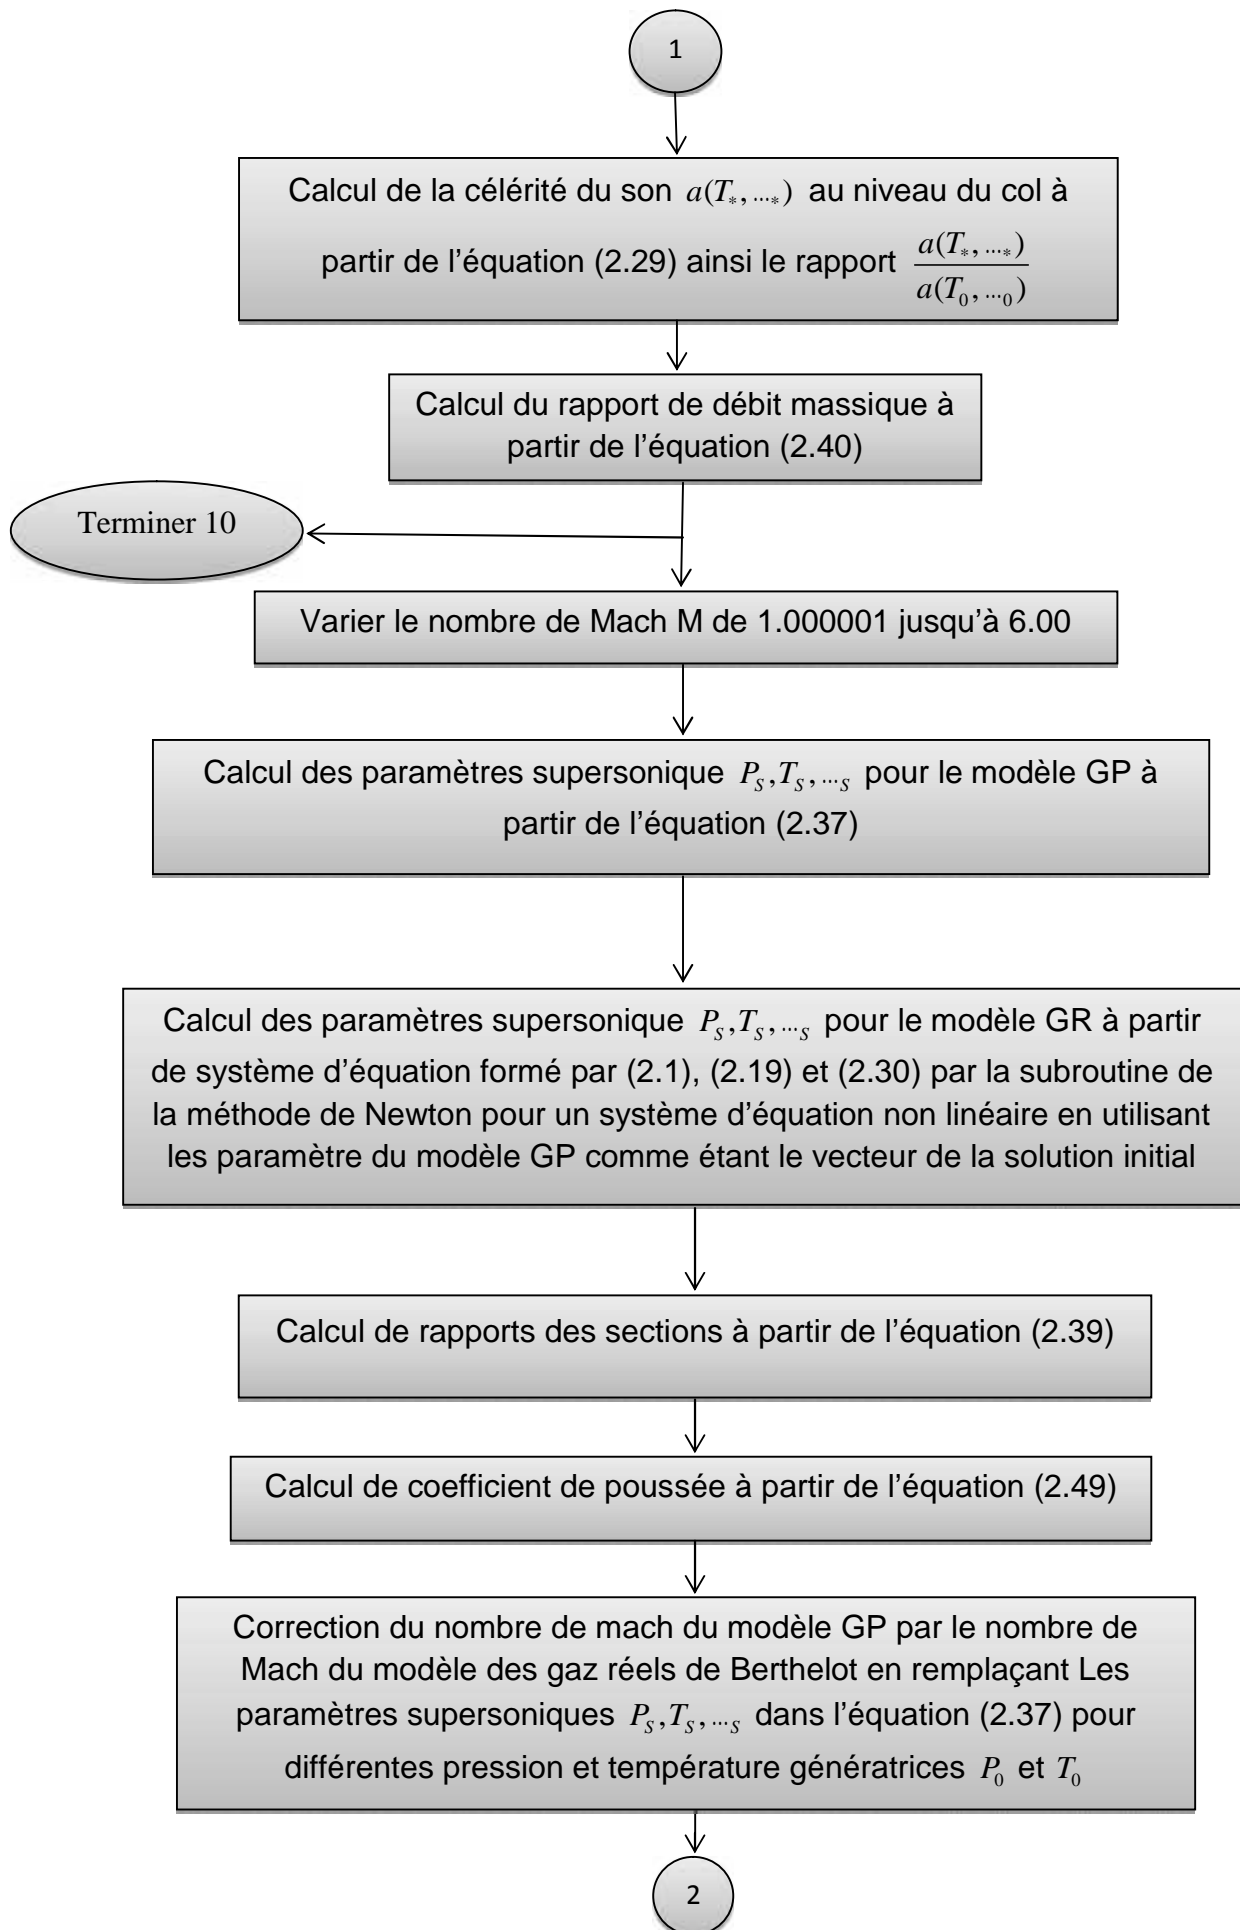 1
Calcul de la célérité du son a(T*, ...*) au niveau du col à
partir de l’équation (2.29) ainsi le rapport a(T*, ...*) / a(T0, ...0)
Calcul du rapport de débit massique à
partir de l’équation (2.40)
Terminer 10
Varier le nombre de Mach M de 1.000001 jusqu’à 6.00
Calcul des paramètres supersonique PS,TS,...S pour le modèle GP à
partir de l’équation (2.37)
Calcul des paramètres supersonique PS,TS,...S pour le modèle GR à partir
de système d’équation formé par (2.1), (2.19) et (2.30) par la subroutine de
la méthode de Newton pour un système d’équation non linéaire en utilisant
les paramètre du modèle GP comme étant le vecteur de la solution initial
Calcul de rapports des sections à partir de l’équation (2.39)
Calcul de coefficient de poussée à partir de l’équation (2.49)
Correction du nombre de mach du modèle GP par le nombre de
Mach du modèle des gaz réels de Berthelot en remplaçant Les
paramètres supersoniques PS,TS,...S dans l’équation (2.37) pour
différentes pression et température génératrices P0 et T0
2